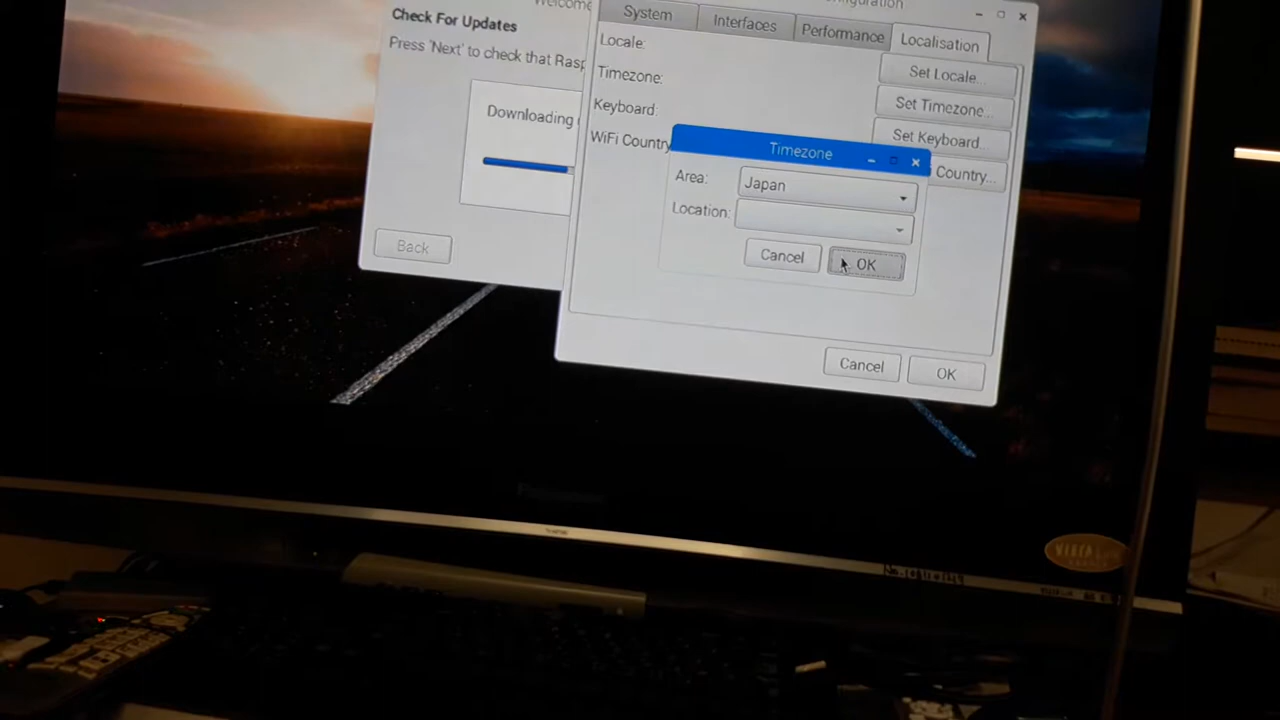 Welcome
Check For Updates
Press 'Next' to check that Rasp
Downloading
Back
System
Interfaces
Performance
Localisation
Locale:
Set Locale...
Timezone:
Set Timezone...
Keyboard:
Set Keyboard...
WiFi Country
Country...
Timezone
Area:
Japan
Location:
Cancel
OK
Cancel
OK